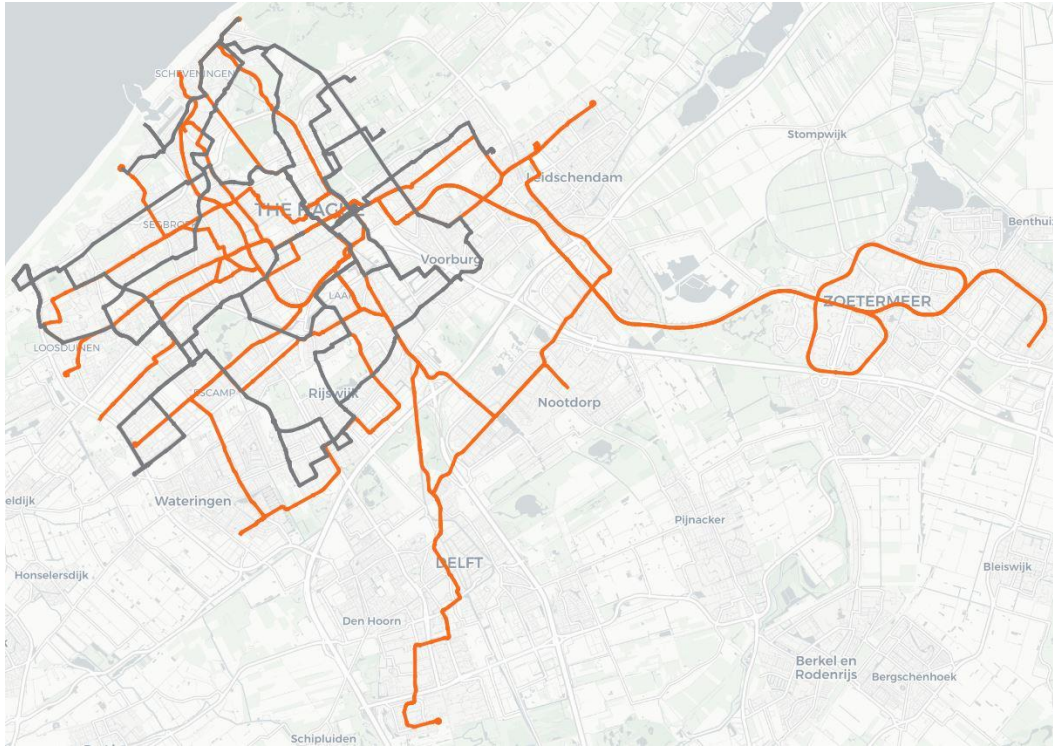 SCHEVENINGEN
Stompwijk
Leidschendam
THE HAGUE
SEGBROEK
Benthuiz
Voorburg
LAAK
ZOETERMEER
LOOSDUINEN
ESCAMP
Rijswijk
Nootdorp
Wateringen
eldijk
Pijnacker
DELFT
Honselersdijk
Bleiswijk
Den Hoorn
Berkel en
Rodenrijs
Bergschenhoek
Schipluiden